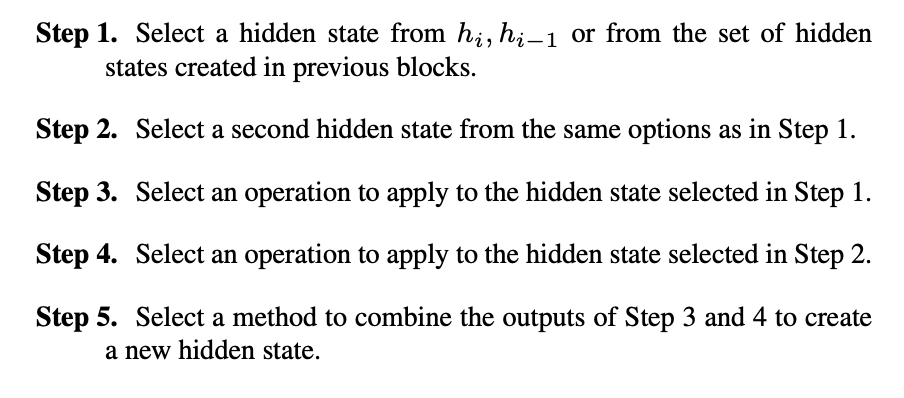 Step 1. Select a hidden state from hᵢ, hᵢ₋₁ or from the set of hidden
states created in previous blocks.
Step 2. Select a second hidden state from the same options as in Step 1.
Step 3. Select an operation to apply to the hidden state selected in Step 1.
Step 4. Select an operation to apply to the hidden state selected in Step 2.
Step 5. Select a method to combine the outputs of Step 3 and 4 to create
a new hidden state.